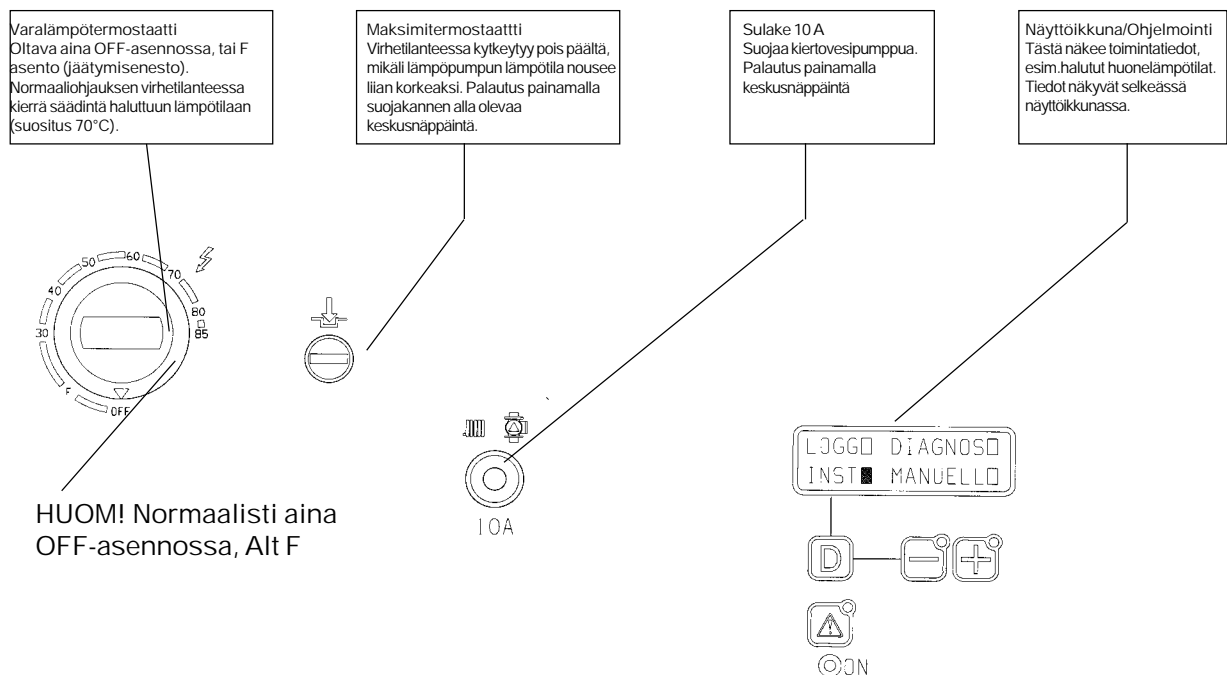 Varalämpötermostaatti
Oltava aina OFF-asennossa, tai F
asento (jäätymisenesto).
Normaaliohjauksen virhetilanteessa
kierrä säädintä haluttuun lämpötilaan
(suositus 70°C).
Maksimitermostaattti
Virhetilanteessa kytkeytyy pois päältä,
mikäli lämpöpumpun lämpötila nousee
liian korkeaksi. Palautus painamalla
suojakannen alla olevaa
keskusnäppäintä.
Sulake 10 A
Suojaa kiertovesipumppua.
Palautus painamalla
keskusnäppäintä
Näyttöikkuna/Ohjelmointi
Tästä näkee toimintatiedot,
esim.halutut huonelämpötilat.
Tiedot näkyvät selkeässä
näyttöikkunassa.
OFF
F
30
40
50
60
70
80
85
HUOM! Normaalisti aina
OFF-asennossa, Alt F
10A
LOGG DIAGNOS
INST MANUELL
D
− +
ON